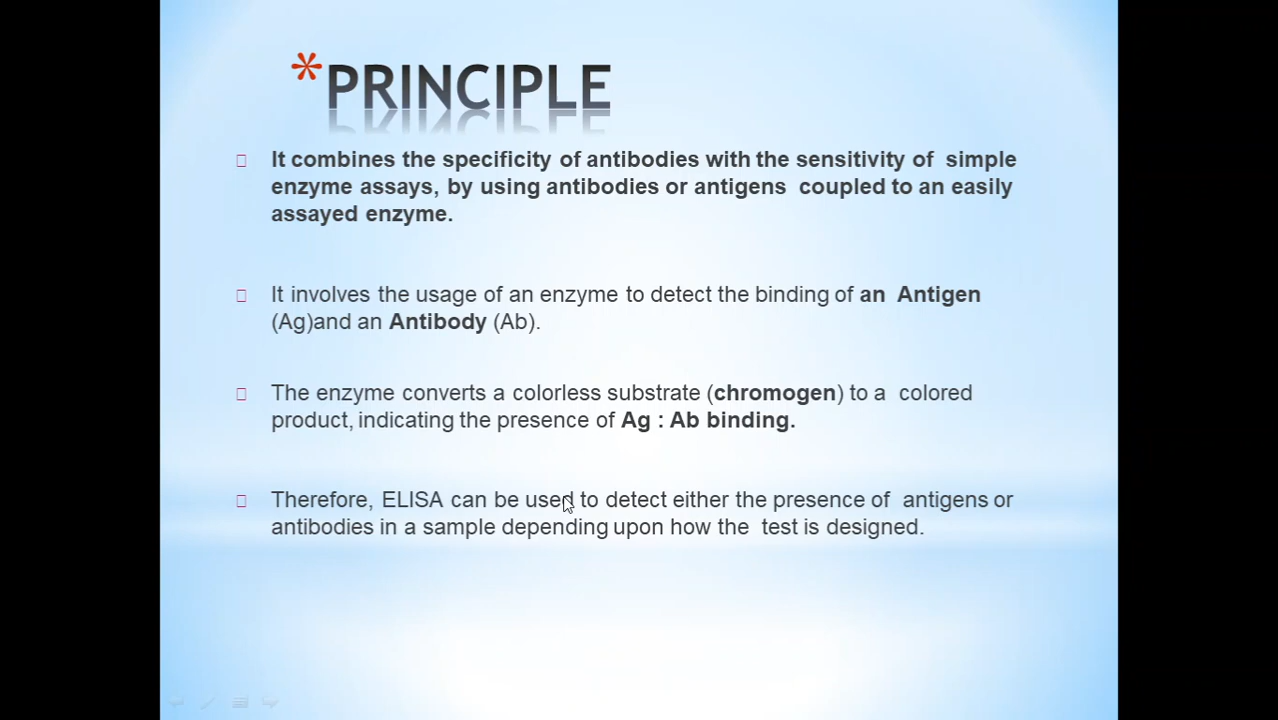 *PRINCIPLE
It combines the specificity of antibodies with the sensitivity of simple
enzyme assays, by using antibodies or antigens coupled to an easily
assayed enzyme.
It involves the usage of an enzyme to detect the binding of an Antigen
(Ag)and an Antibody (Ab).
The enzyme converts a colorless substrate (chromogen) to a colored
product, indicating the presence of Ag : Ab binding.
Therefore, ELISA can be used to detect either the presence of antigens or
antibodies in a sample depending upon how the test is designed.